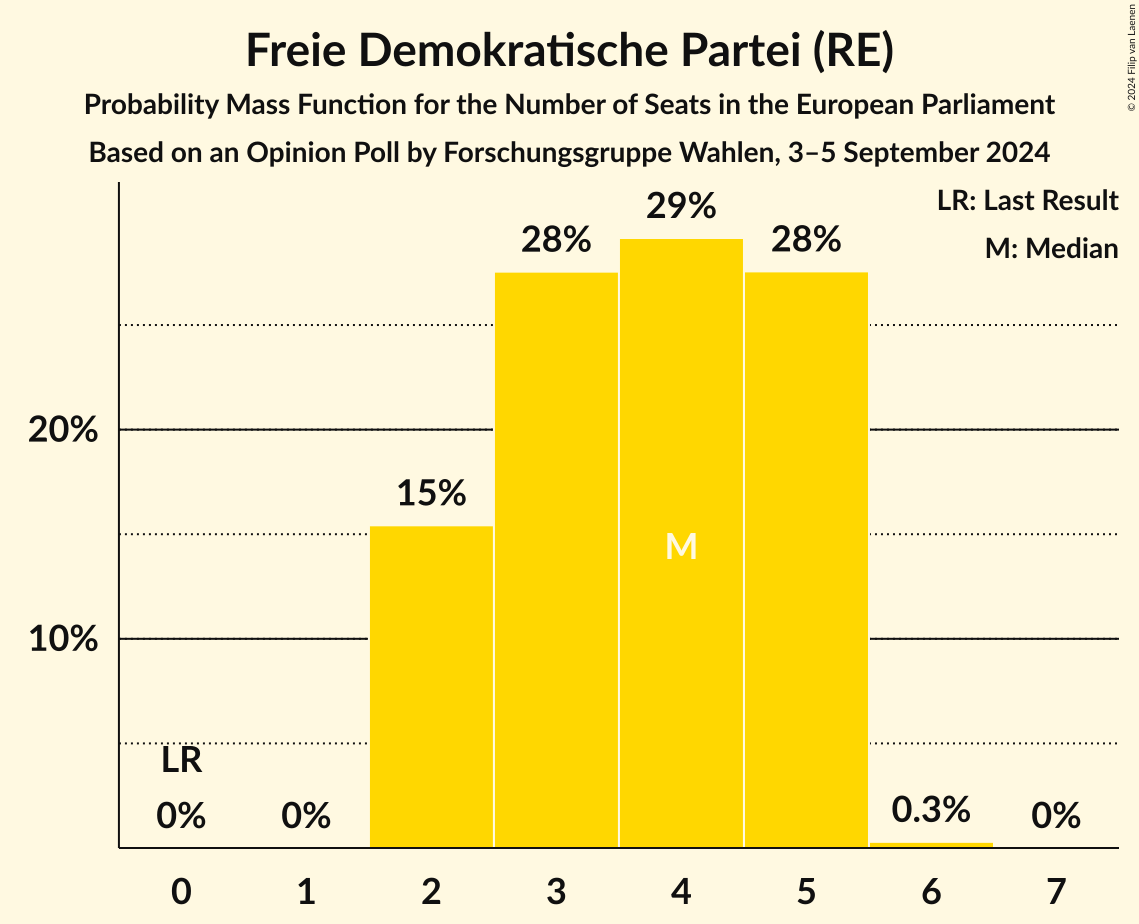 Freie Demokratische Partei (RE)
Probability Mass Function for the Number of Seats in the European Parliament
Based on an Opinion Poll by Forschungsgruppe Wahlen, 3–5 September 2024
© 2024 Filip van Laenen
LR: Last Result
M: Median
29%
28%
28%
20%
15%
M
10%
LR
0%
0%
0.3%
0%
0 1 2 3 4 5 6 7